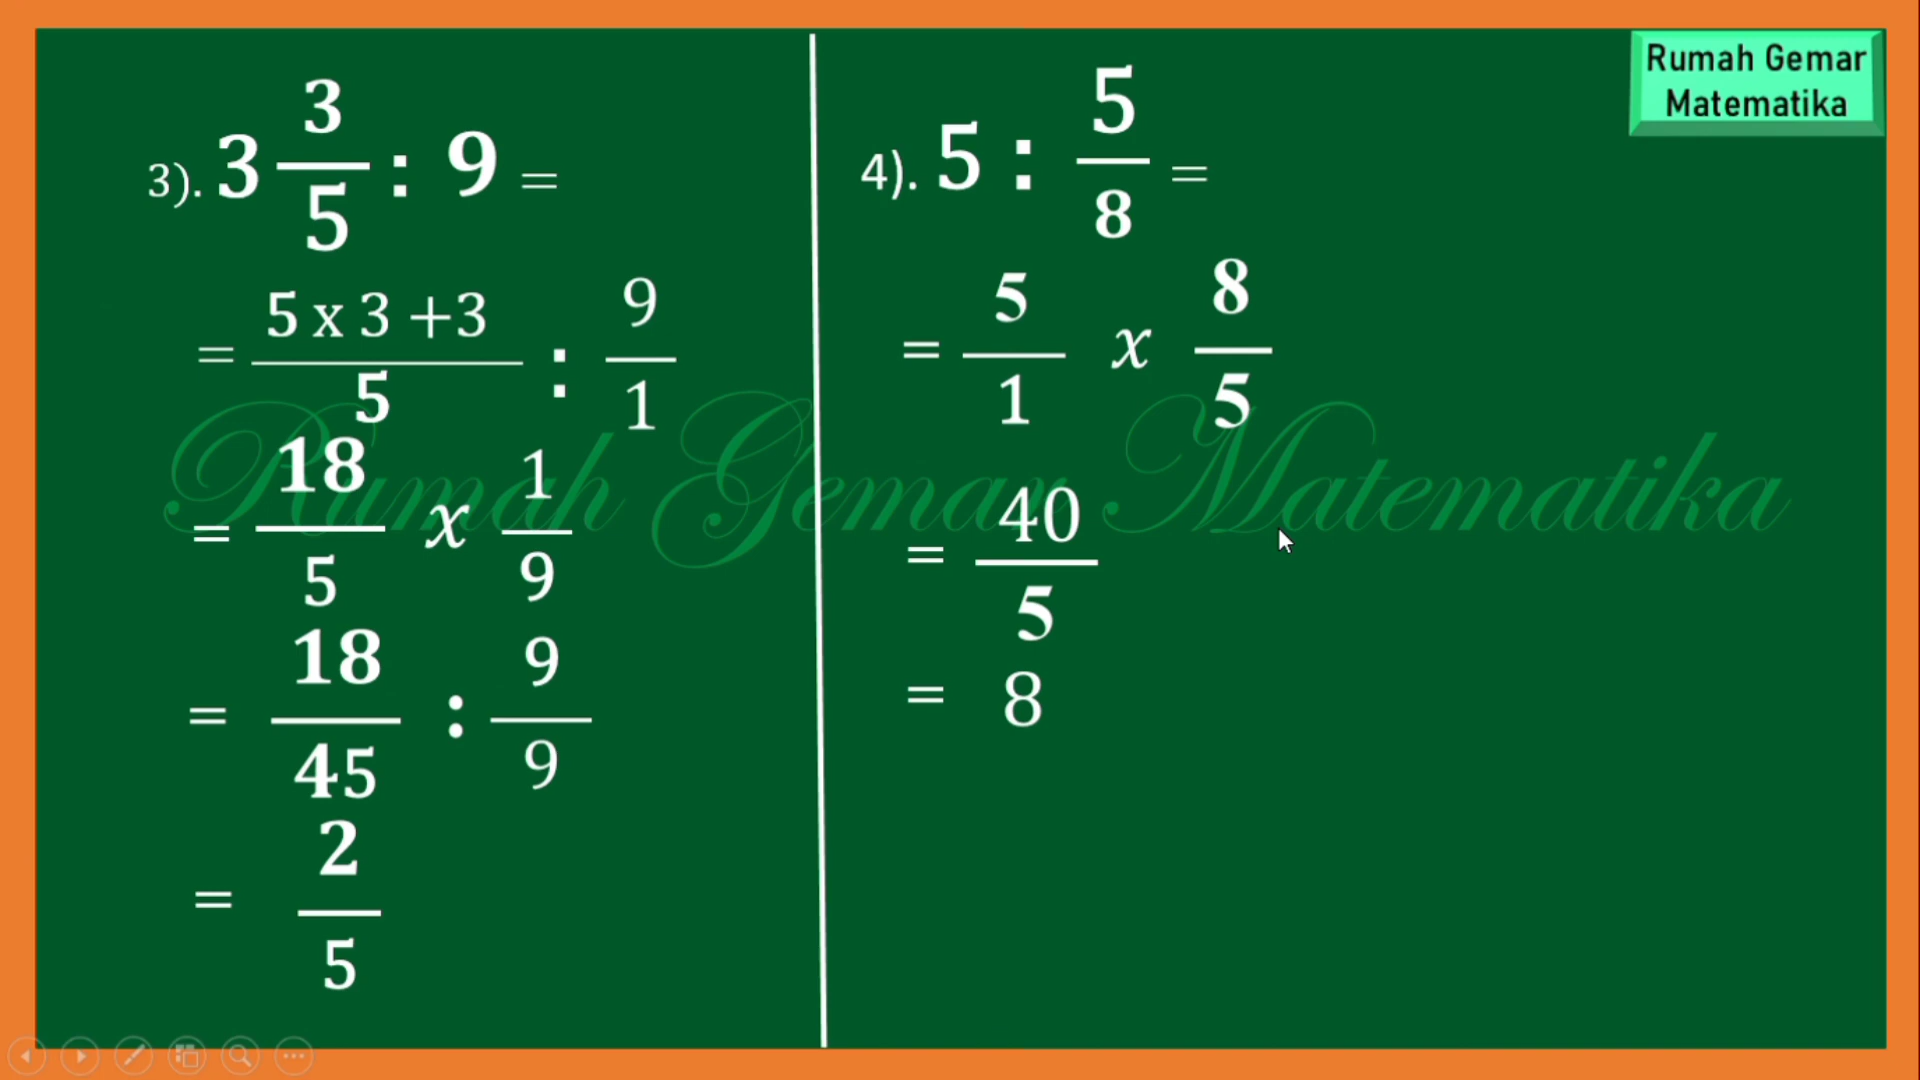 Rumah Gemar
Matematika
3). 3 3/5 : 9 =
= 5 x 3 +3/5 : 9/1
= 18/5 x 1/9
= 18/45 : 9/9
= 2/5
4). 5 : 5/8 =
= 5/1 x 8/5
= 40/5
= 8
Rumah Gemar Matematika